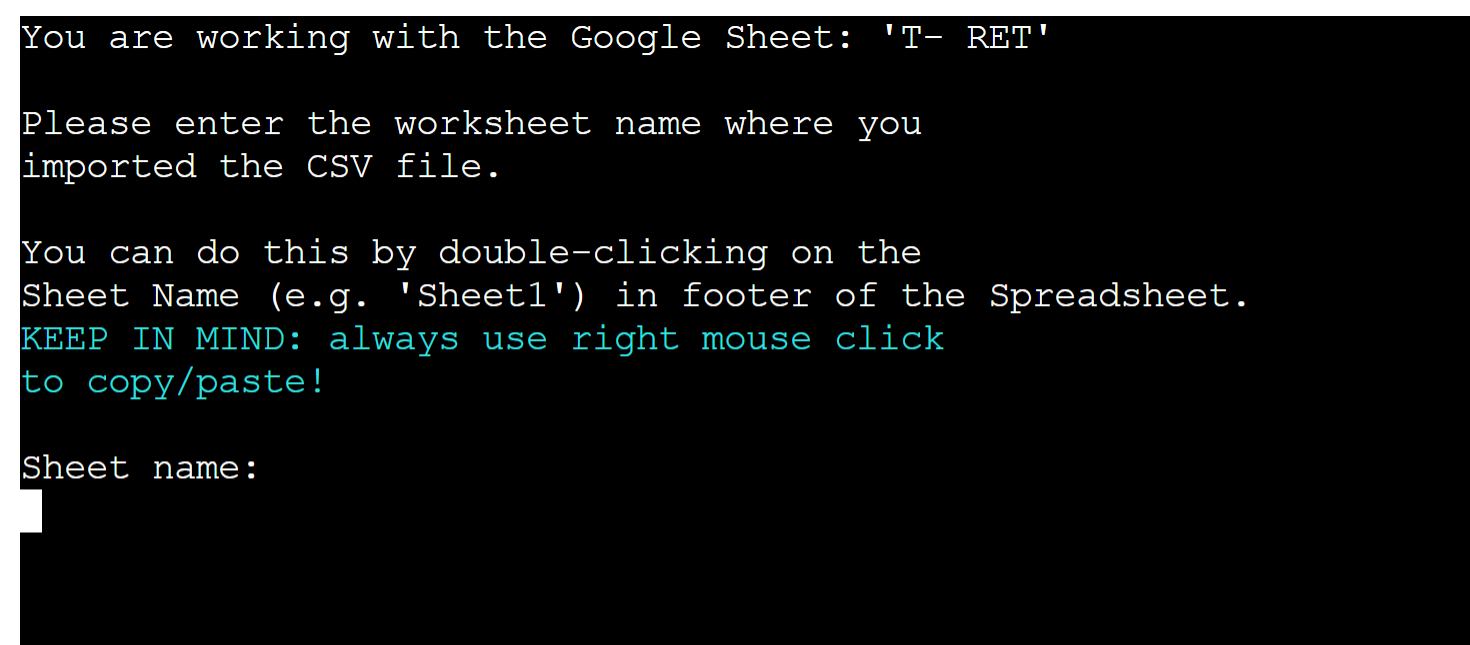 You are working with the Google Sheet: 'T- RET'
Please enter the worksheet name where you
imported the CSV file.
You can do this by double-clicking on the
Sheet Name (e.g. 'Sheet1') in footer of the Spreadsheet.
KEEP IN MIND: always use right mouse click
to copy/paste!
Sheet name: